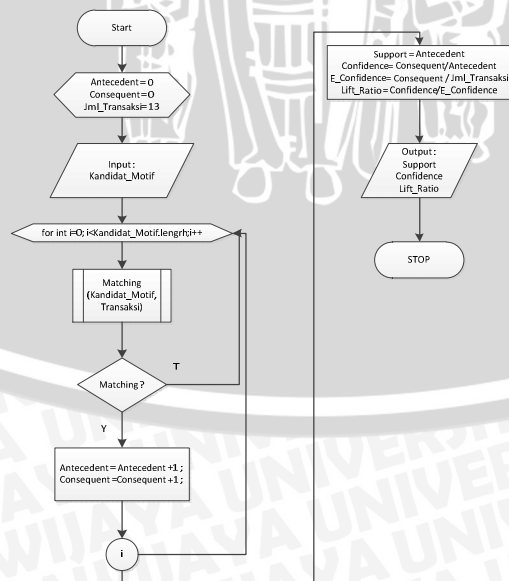 Start
Antecedent=0
Consequent=0
Jml_Transaksi=13
Input:
Kandidat_Motif
for int i=0; i<Kandidat_Motif.lengrh;i++
Matching
(Kandidat_Motif,
Transaksi)
Matching?
T
Y
Antecedent=Antecedent+1;
Consequent=Consequent+1;
i
Support=Antecedent
Confidence=Consequent/Antecedent
E_Confidence=Consequent/Jml_Transaksi
Lift_Ratio=Confidence/E_Confidence
Output:
Support
Confidence
Lift_Ratio
STOP